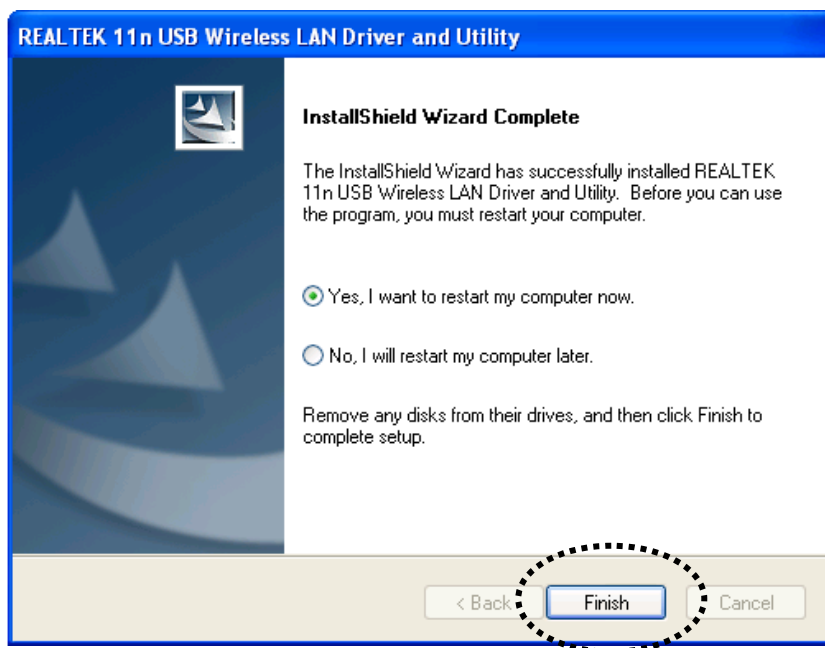 REALTEK 11n USB Wireless LAN Driver and Utility
InstallShield Wizard Complete
The InstallShield Wizard has successfully installed REALTEK
11n USB Wireless LAN Driver and Utility.  Before you can use
the program, you must restart your computer.
Yes, I want to restart my computer now.
No, I will restart my computer later.
Remove any disks from their drives, and then click Finish to
complete setup.
< Back Finish Cancel